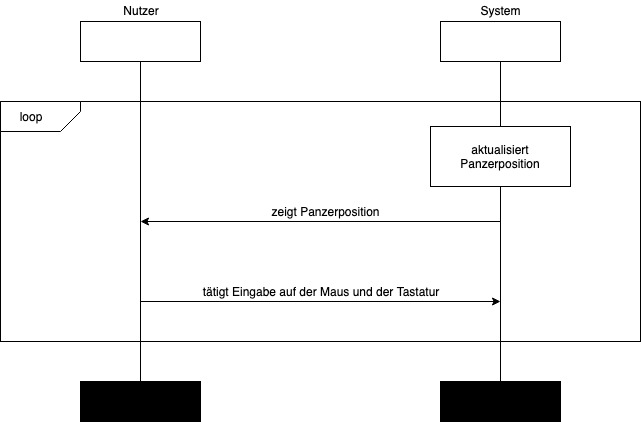 Nutzer
System
loop
aktualisiert
Panzerposition
zeigt Panzerposition
tätigt Eingabe auf der Maus und der Tastatur